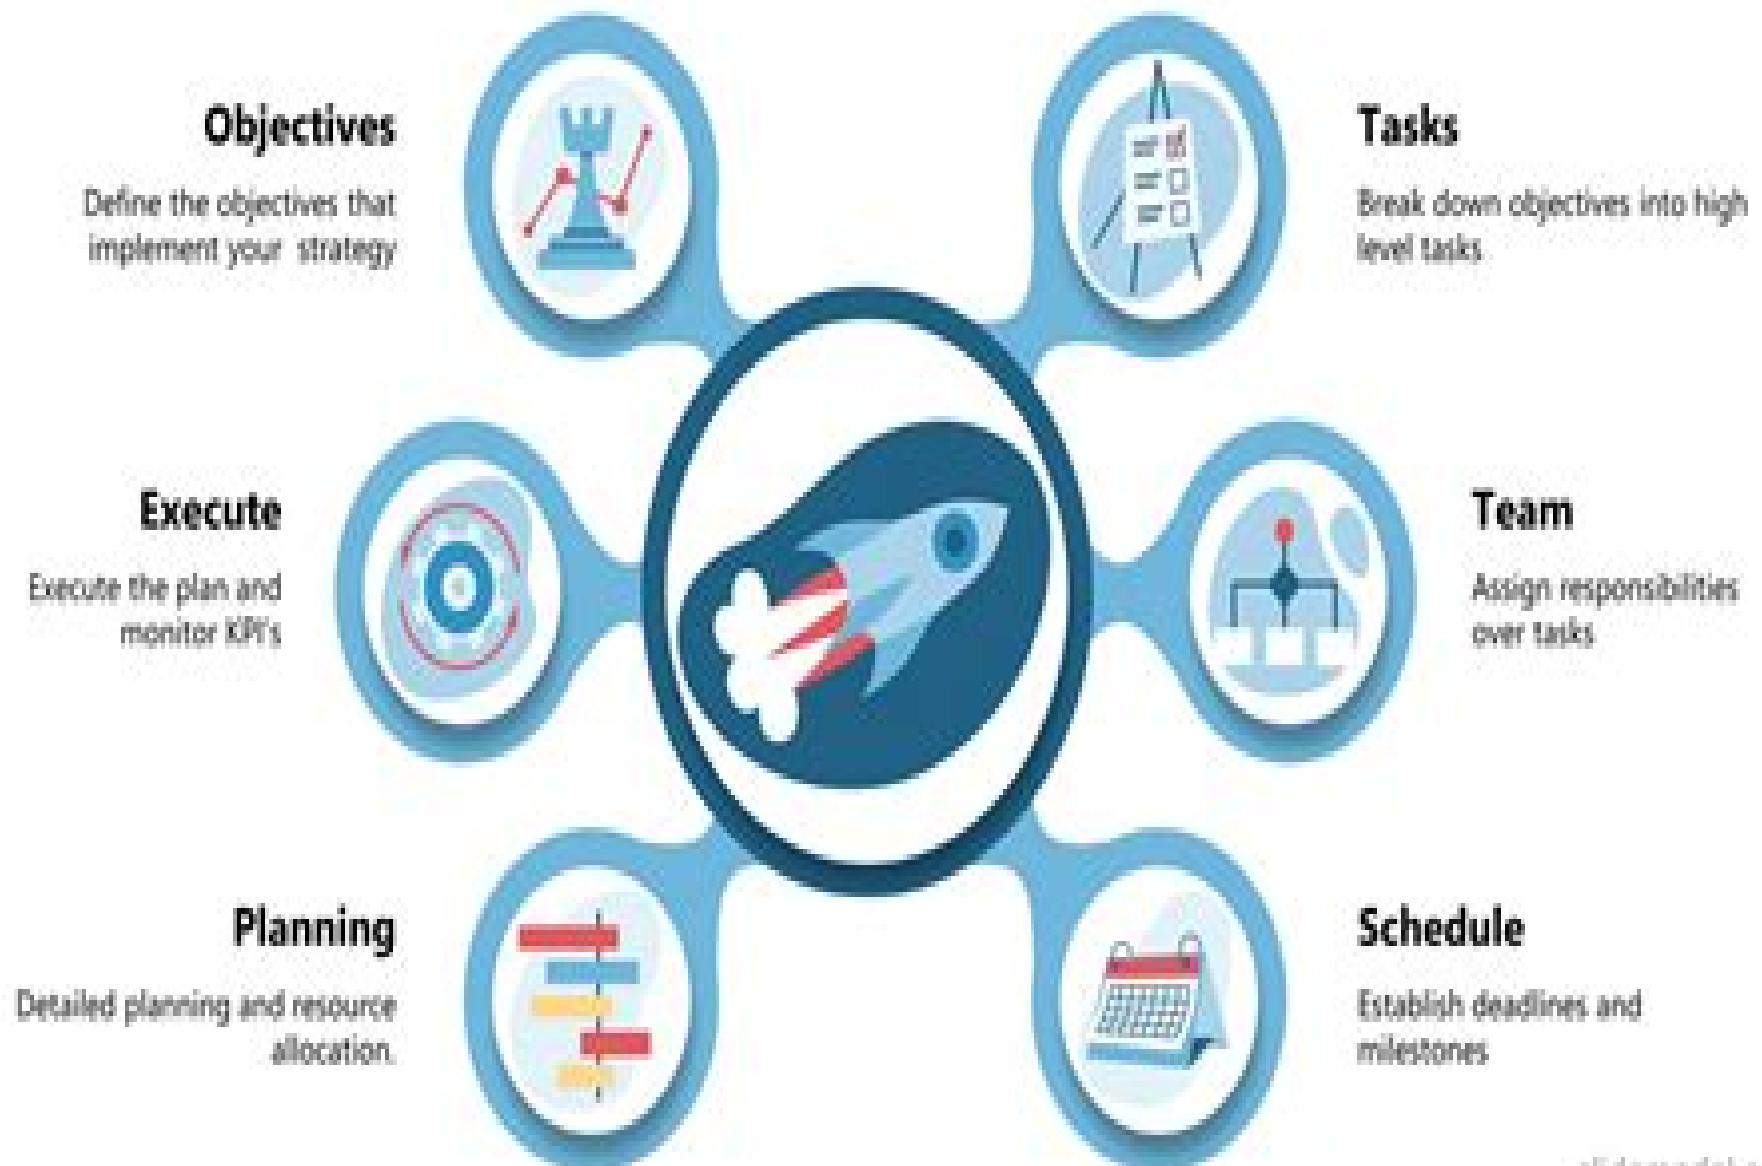 Objectives
Define the objectives that
implement your strategy
Tasks
Break down objectives into high
level tasks
Execute
Execute the plan and
monitor KPI's
Team
Assign responsibilities
over tasks
Planning
Detailed planning and resource
allocation.
Schedule
Establish deadlines and
milestones